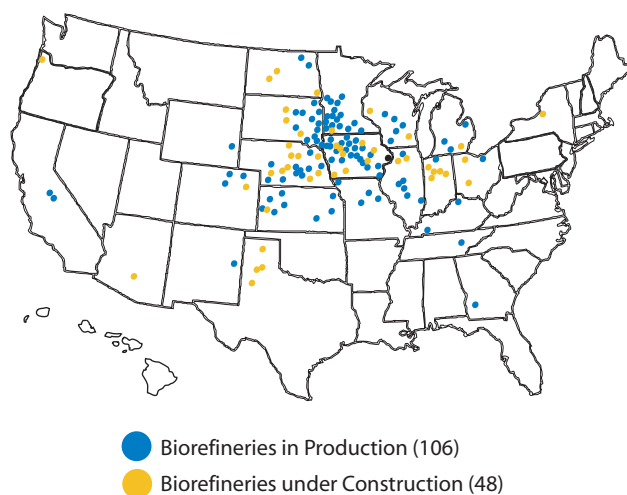 Biorefineries in Production (106)
Biorefineries under Construction (48)